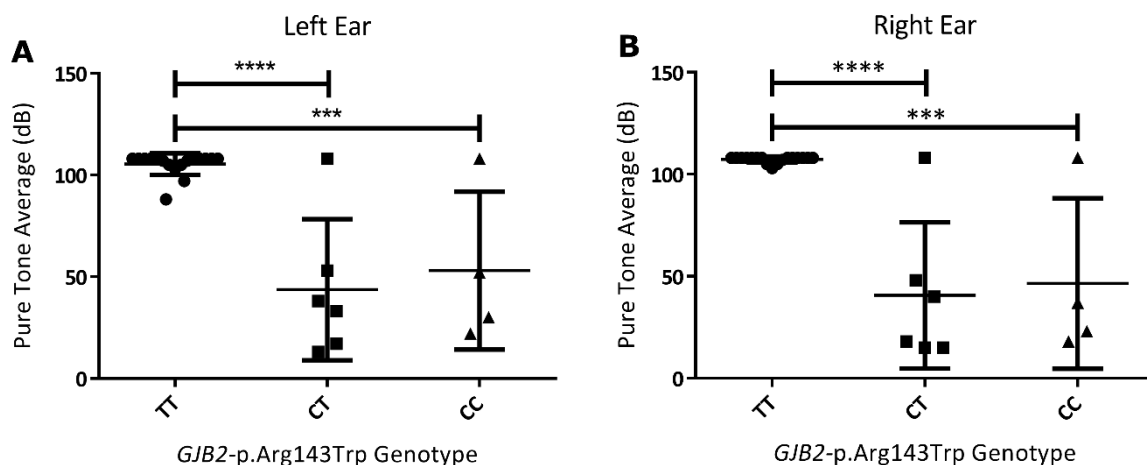 A
Left Ear
Pure Tone Average (dB)
150
100
50
0
****
***
TT
CT
CC
GJB2-p.Arg143Trp Genotype
B
Right Ear
Pure Tone Average (dB)
150
100
50
0
****
***
TT
CT
CC
GJB2-p.Arg143Trp Genotype